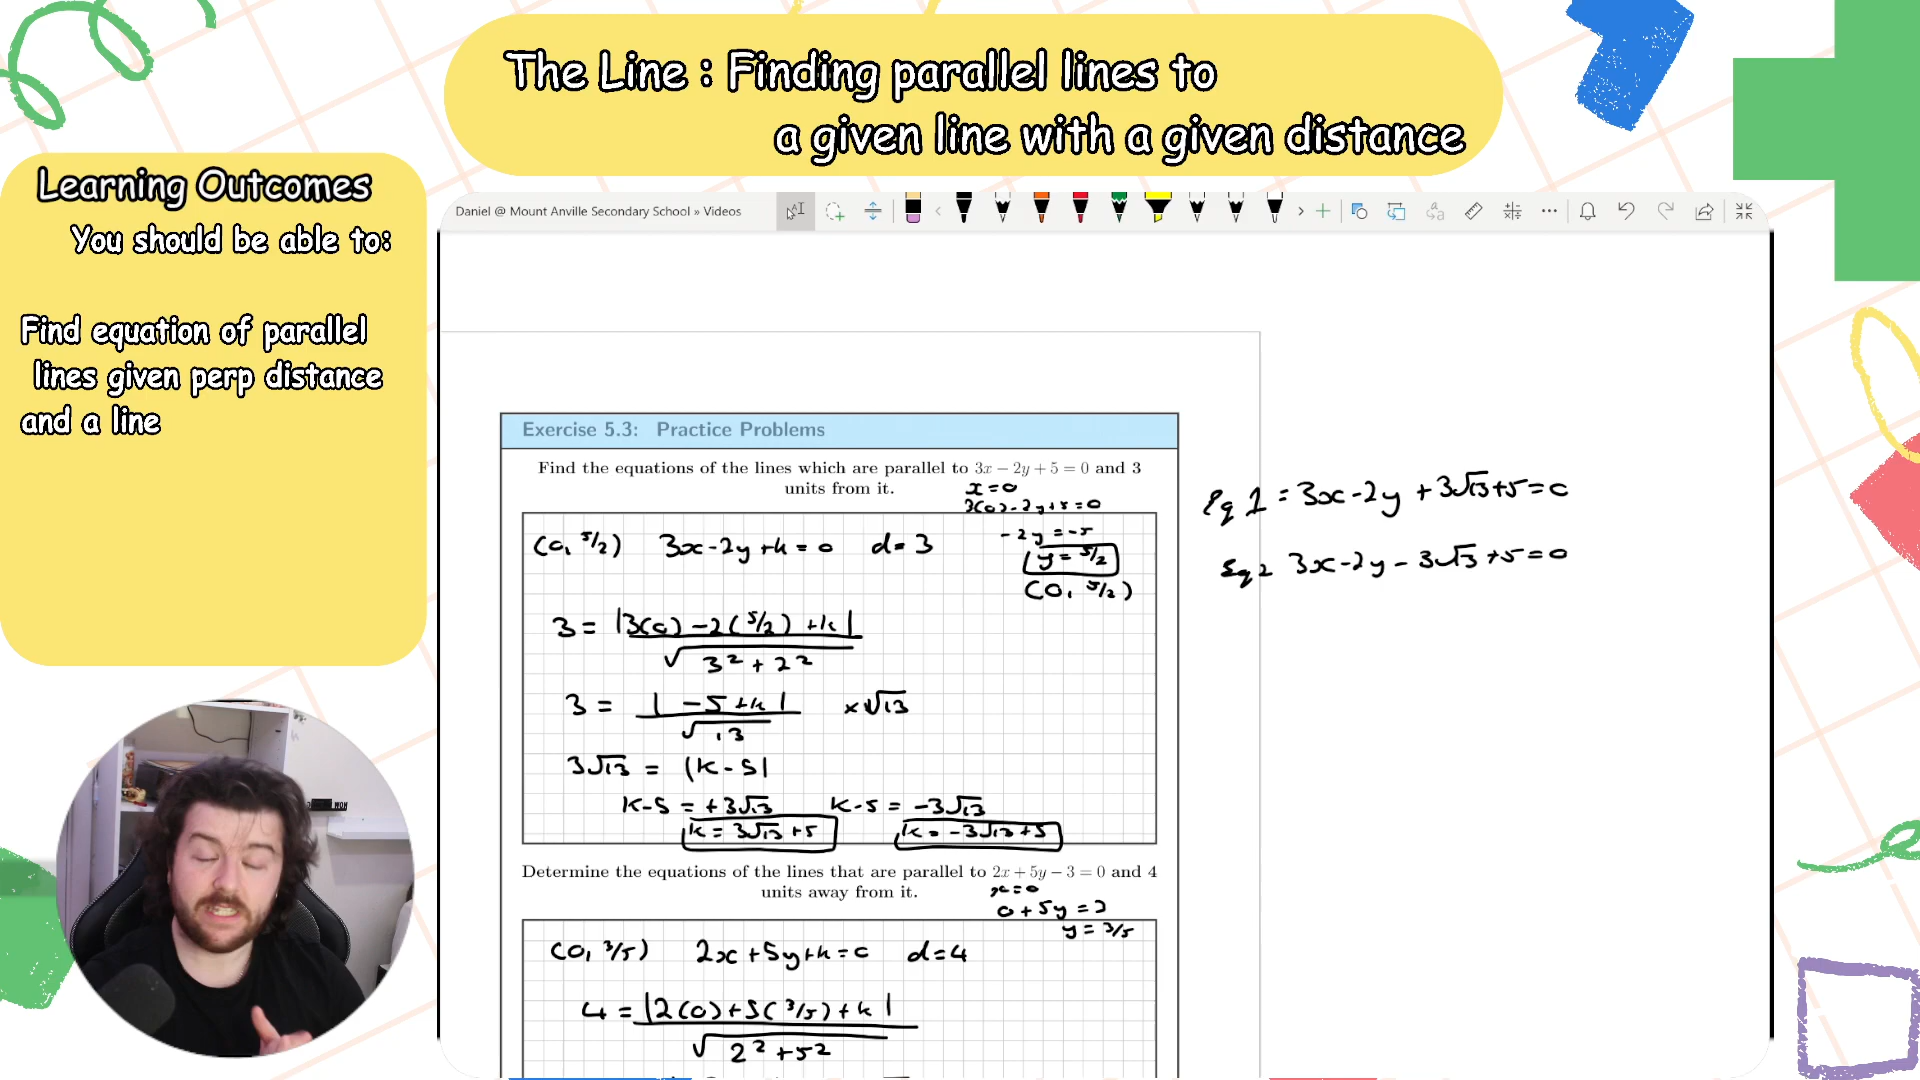 The Line : Finding parallel lines to
a given line with a given distance
Learning Outcomes
You should be able to:
Find equation of parallel
lines given perp distance
and a line
Daniel @ Mount Anville Secondary School » Videos
Exercise 5.3: Practice Problems
Find the equations of the lines which are parallel to 3x − 2y + 5 = 0 and 3
units from it.
x = 0
3(0) - 2y + 5 = 0
- 2y = -5
y = 5/2
(0, 5/2)
(0, 5/2) 3x - 2y + k = 0 d = 3
3 = |3(0) - 2(5/2) + k|
√ 3² + 2²
3 = | -5 + k | × √13
√13
3√13 = |k - 5|
k - 5 = + 3√13 k - 5 = -3√13
k = 3√13 + 5 k = -3√13 + 5
Eq 1 = 3x - 2y + 3√13 + 5 = 0
Eq 2 3x - 2y - 3√13 + 5 = 0
Determine the equations of the lines that are parallel to 2x + 5y − 3 = 0 and 4
units away from it.
x = 0
0 + 5y = 3
y = 3/5
(0, 3/5) 2x + 5y + k = 0 d = 4
4 = |2(0) + 5(3/5) + k|
√ 2² + 5²